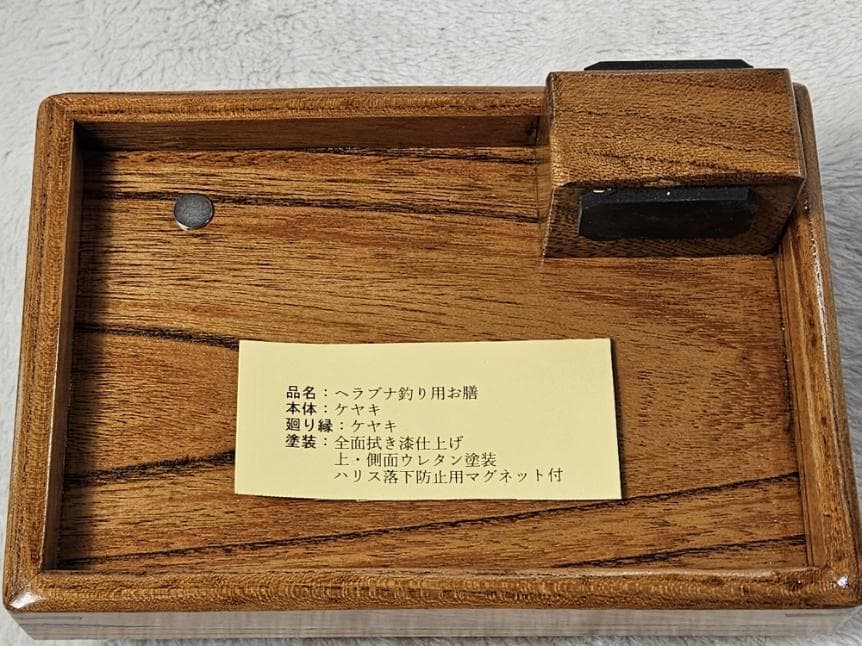 品名：ヘラブナ釣り用お膳
本体：ケヤキ
廻り縁：ケヤキ
塗装：全面拭き漆仕上げ
上・側面ウレタン塗装
ハリス落下防止用マグネット付